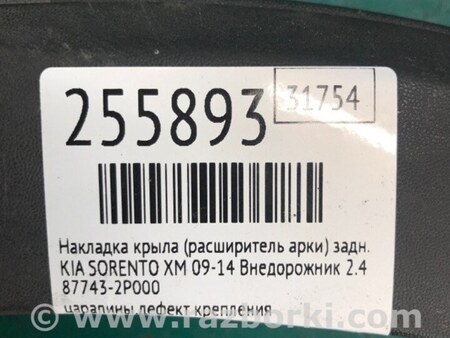 255893
31754
Накладка крыла (расширитель арки) задн.
KIA SORENTO XM 09-14 Внедорожник 2.4
87743-2P000
царапины дефект крепления
www.razborki.com